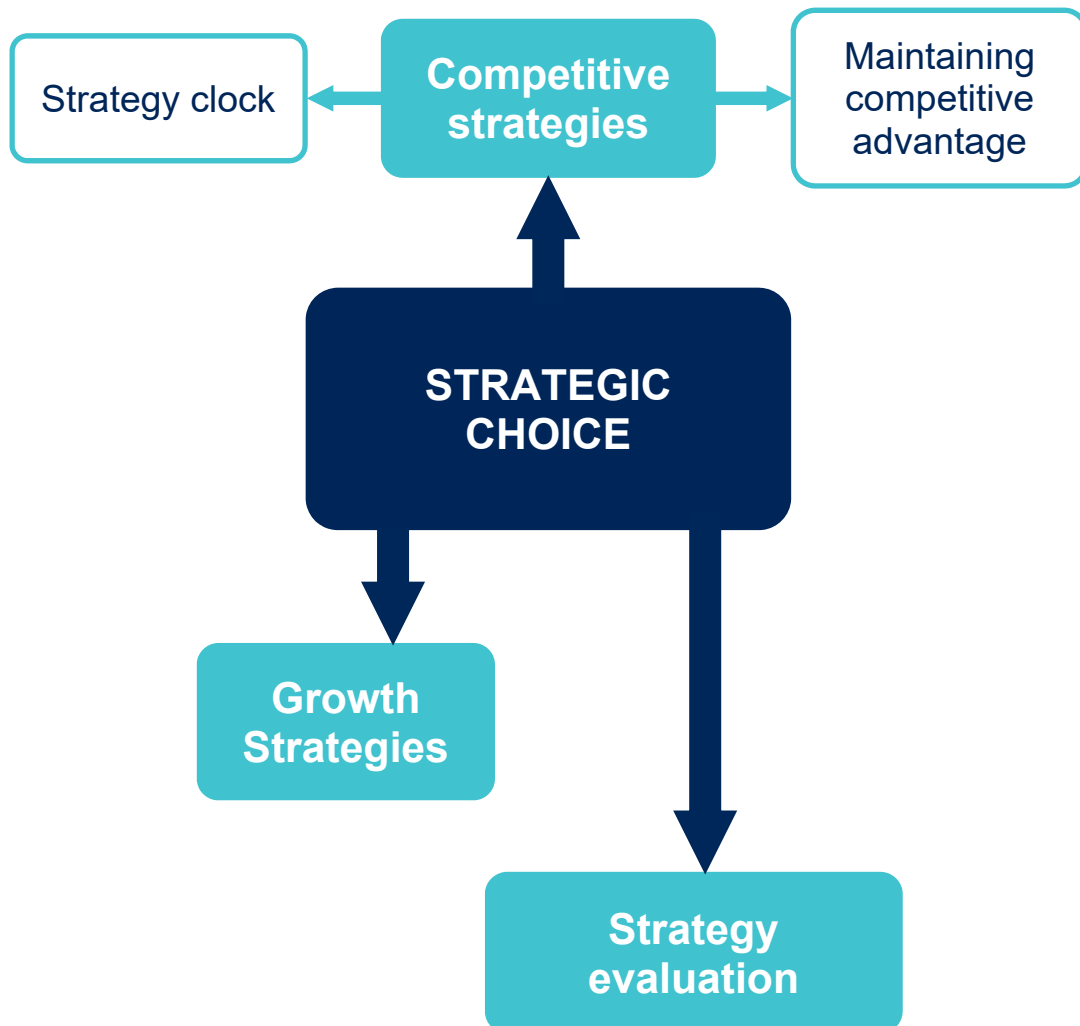 Strategy clock
Competitive
strategies
Maintaining
competitive
advantage
STRATEGIC
CHOICE
Growth
Strategies
Strategy
evaluation